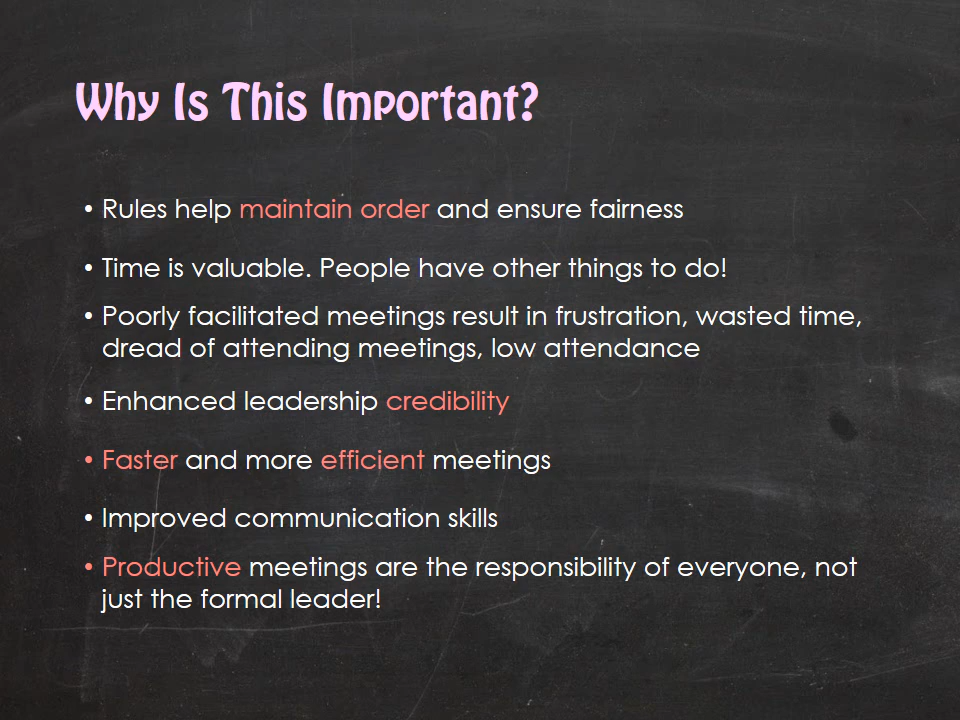 Why Is This Important?
• Rules help maintain order and ensure fairness
• Time is valuable. People have other things to do!
• Poorly facilitated meetings result in frustration, wasted time,
dread of attending meetings, low attendance
• Enhanced leadership credibility
• Faster and more efficient meetings
• Improved communication skills
• Productive meetings are the responsibility of everyone, not
just the formal leader!